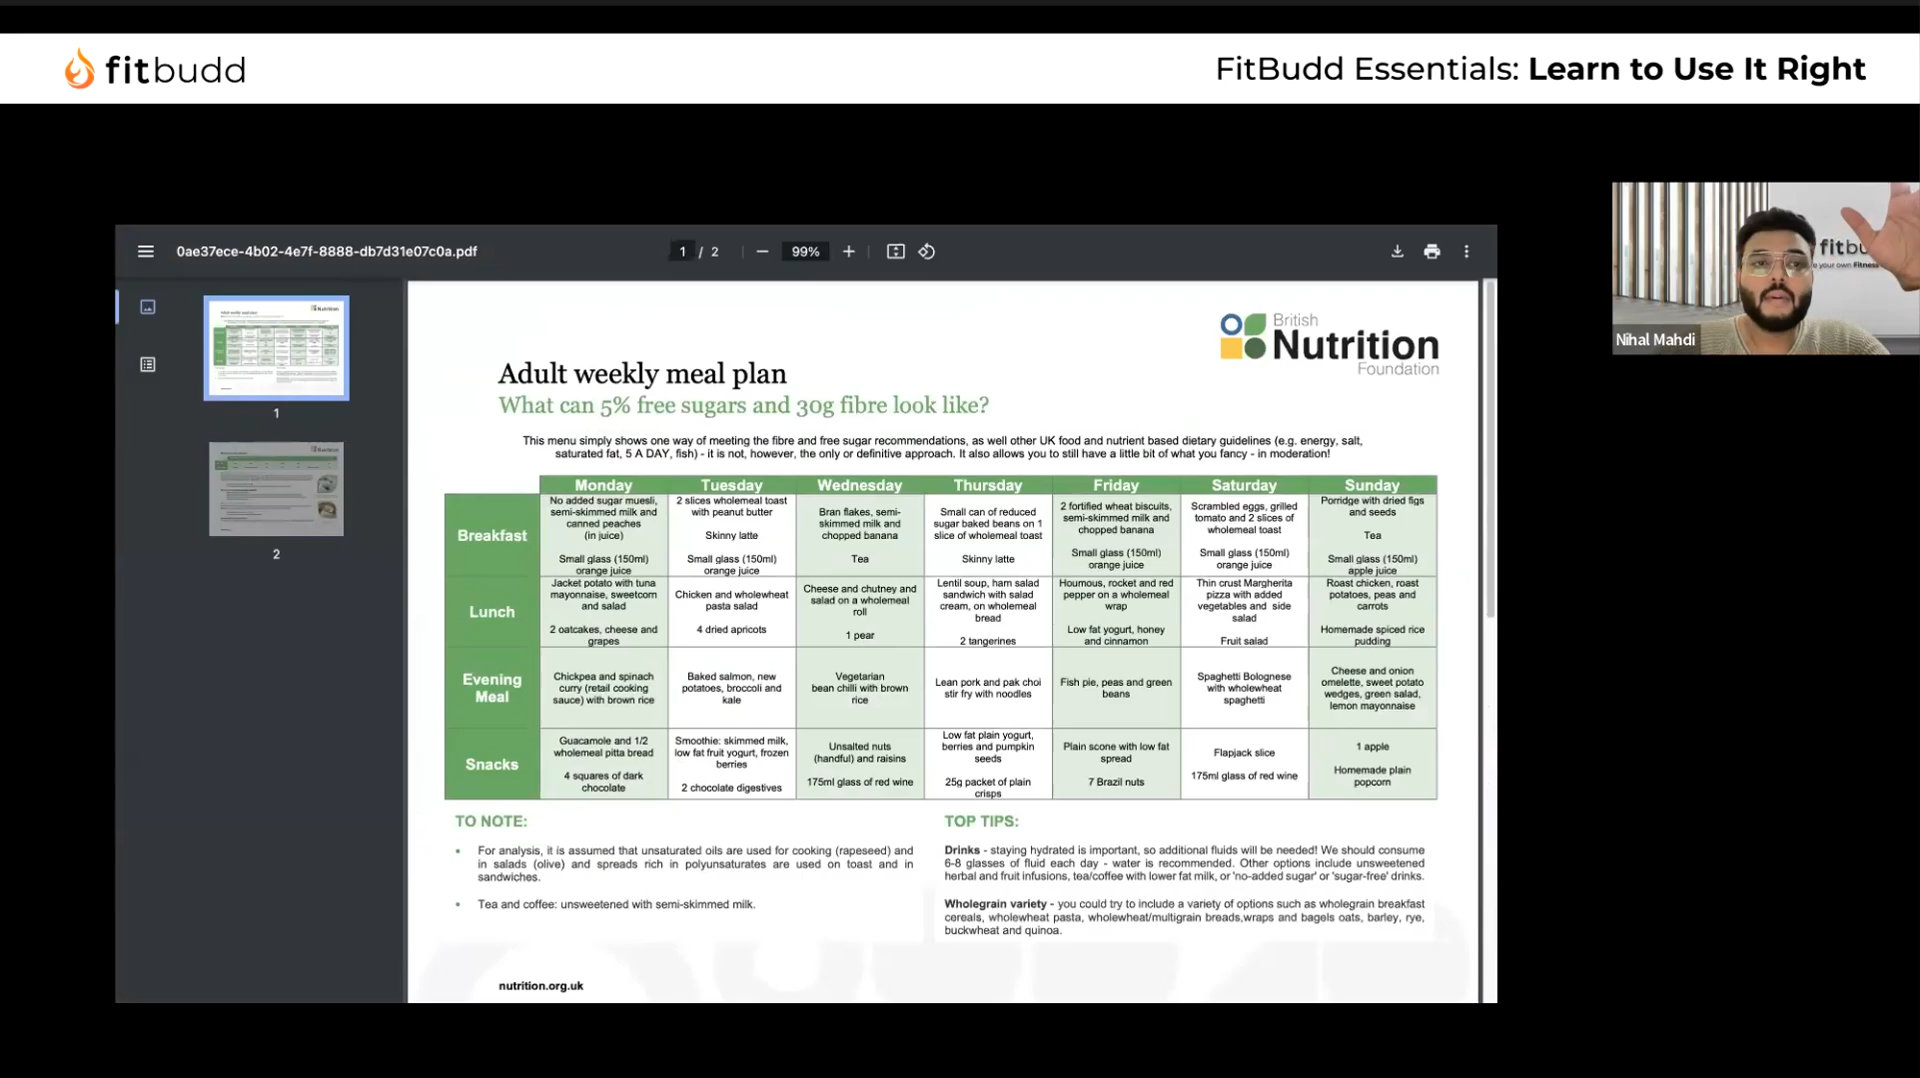 fitbudd
FitBudd Essentials: Learn to Use It Right
0ae37ece-4b02-4e7f-8888-db7d31e07c0a.pdf
1 / 2
99%
1
2
Nihal Mahdi
British
Nutrition
Foundation
Adult weekly meal plan
What can 5% free sugars and 30g fibre look like?
This menu simply shows one way of meeting the fibre and free sugar recommendations, as well other UK food and nutrient based dietary guidelines (e.g. energy, salt,
saturated fat, 5 A DAY, fish) - it is not, however, the only or definitive approach. It also allows you to still have a little bit of what you fancy - in moderation!
Monday Tuesday Wednesday Thursday Friday Saturday Sunday
Breakfast
No added sugar muesli,
semi-skimmed milk and
canned peaches
(in juice)
Small glass (150ml)
orange juice
2 slices wholemeal toast
with peanut butter
Skinny latte
Small glass (150ml)
orange juice
Bran flakes, semi-
skimmed milk and
chopped banana
Tea
Small can of reduced
sugar baked beans on 1
slice of wholemeal toast
Skinny latte
2 fortified wheat biscuits,
semi-skimmed milk and
chopped banana
Small glass (150ml)
orange juice
Scrambled eggs, grilled
tomato and 2 slices of
wholemeal toast
Small glass (150ml)
orange juice
Porridge with dried figs
and seeds
Tea
Small glass (150ml)
apple juice
Lunch
Jacket potato with tuna
mayonnaise, sweetcorn
and salad
2 oatcakes, cheese and
grapes
Chicken and wholewheat
pasta salad
4 dried apricots
Cheese and chutney and
salad on a wholemeal
roll
1 pear
Lentil soup, ham salad
sandwich with salad
cream, on wholemeal
bread
2 tangerines
Houmous, rocket and red
pepper on a wholemeal
wrap
Low fat yogurt, honey
and cinnamon
Thin crust Margherita
pizza with added
vegetables and side
salad
Fruit salad
Roast chicken, roast
potatoes, peas and
carrots
Homemade spiced rice
pudding
Evening
Meal
Chickpea and spinach
curry (retail cooking
sauce) with brown rice
Baked salmon, new
potatoes, broccoli and
kale
Vegetarian
bean chilli with brown
rice
Lean pork and pak choi
stir fry with noodles
Fish pie, peas and green
beans
Spaghetti Bolognese
with wholewheat
spaghetti
Cheese and onion
omelette, sweet potato
wedges, green salad,
lemon mayonnaise
Snacks
Guacamole and 1/2
wholemeal pitta bread
4 squares of dark
chocolate
Smoothie: skimmed milk,
low fat fruit yogurt, frozen
berries
2 chocolate digestives
Unsalted nuts
(handful) and raisins
175ml glass of red wine
Low fat plain yogurt,
berries and pumpkin
seeds
25g packet of plain
crisps
Plain scone with low fat
spread
7 Brazil nuts
Flapjack slice
175ml glass of red wine
1 apple
Homemade plain
popcorn
TO NOTE:
• For analysis, it is assumed that unsaturated oils are used for cooking (rapeseed) and
in salads (olive) and spreads rich in polyunsaturates are used on toast and in
sandwiches.
• Tea and coffee: unsweetened with semi-skimmed milk.
TOP TIPS:
Drinks - staying hydrated is important, so additional fluids will be needed! We should consume
6-8 glasses of fluid each day - water is recommended. Other options include unsweetened
herbal and fruit infusions, tea/coffee with lower fat milk, or 'no-added sugar' or 'sugar-free' drinks.
Wholegrain variety - you could try to include a variety of options such as wholegrain breakfast
cereals, wholewheat pasta, wholewheat/multigrain breads,wraps and bagels oats, barley, rye,
buckwheat and quinoa.
nutrition.org.uk